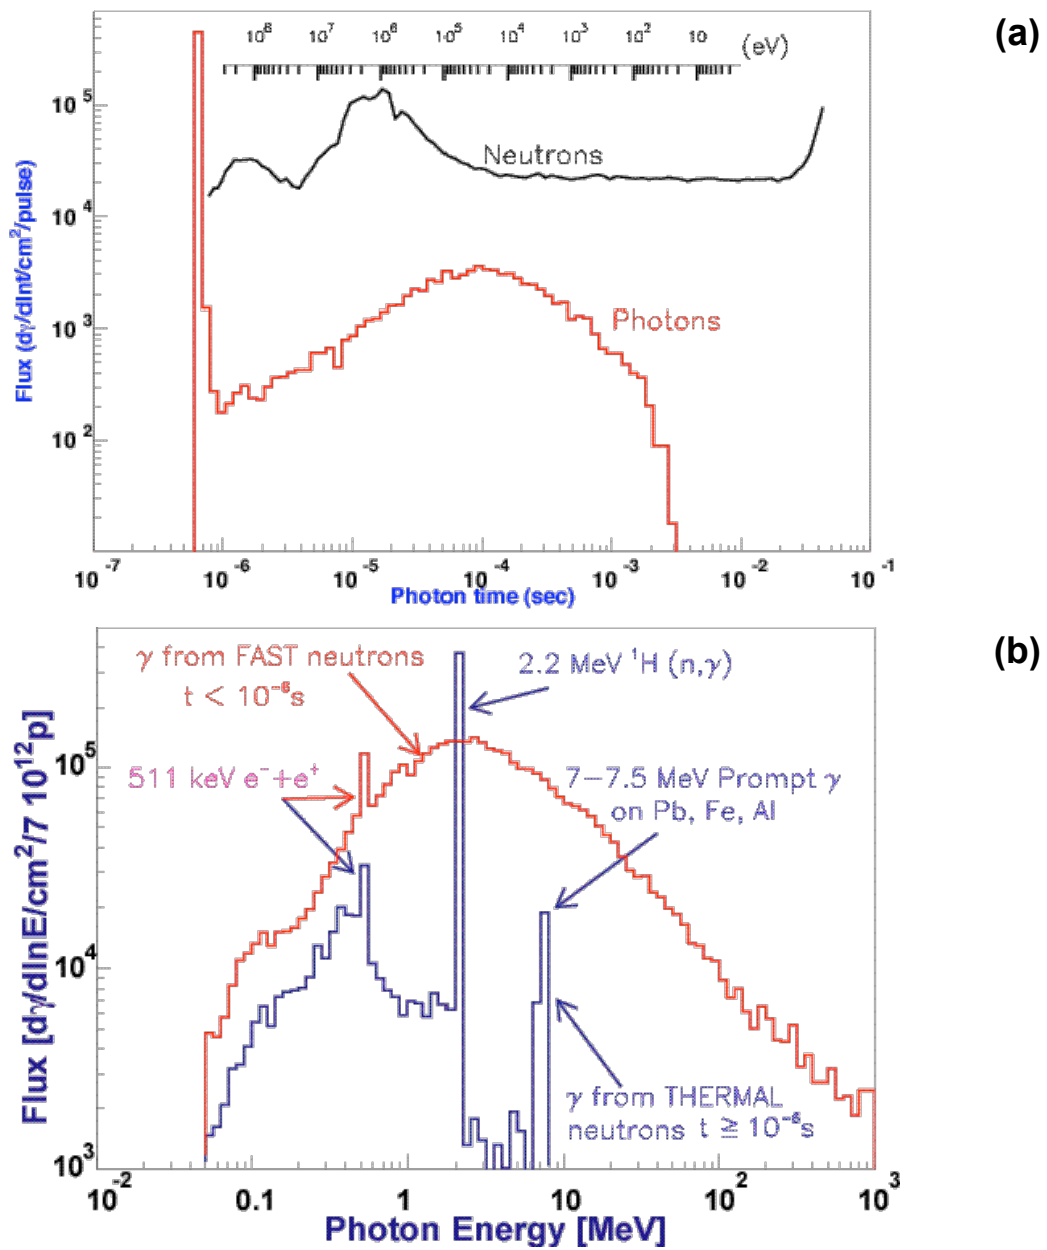 (a)
10⁸ 10⁷ 10⁶ 10⁵ 10⁴ 10³ 10² 10 (eV)
10⁵
10⁴
10³
10²
Neutrons
Photons
Flux (dγ/dlnt/cm²/pulse)
10⁻⁷ 10⁻⁶ 10⁻⁵ 10⁻⁴ 10⁻³ 10⁻² 10⁻¹
Photon time (sec)
(b)
γ from FAST neutrons
t < 10⁻⁶s
2.2 MeV ¹H (n,γ)
511 keV e⁻+e⁺
7−7.5 MeV Prompt γ
on Pb, Fe, Al
γ from THERMAL
neutrons t ≥ 10⁻⁶s
10⁵
10⁴
10³
Flux [dγ/dlnE/cm²/7 10¹²p]
10⁻² 0.1 1 10 10² 10³
Photon Energy [MeV]